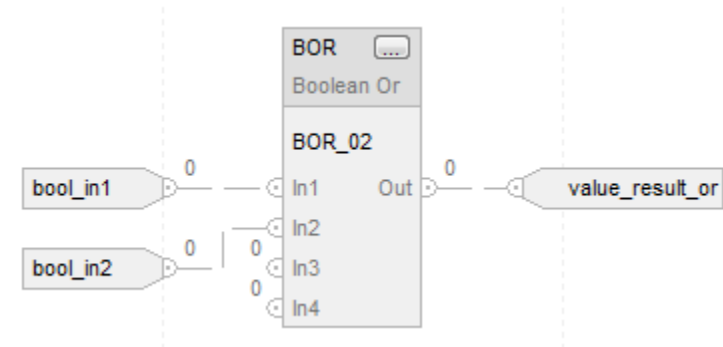 BOR ...
Boolean Or
BOR_02
0 0
bool_in1 In1 Out value_result_or
In2
0 0
bool_in2 In3
0
In4